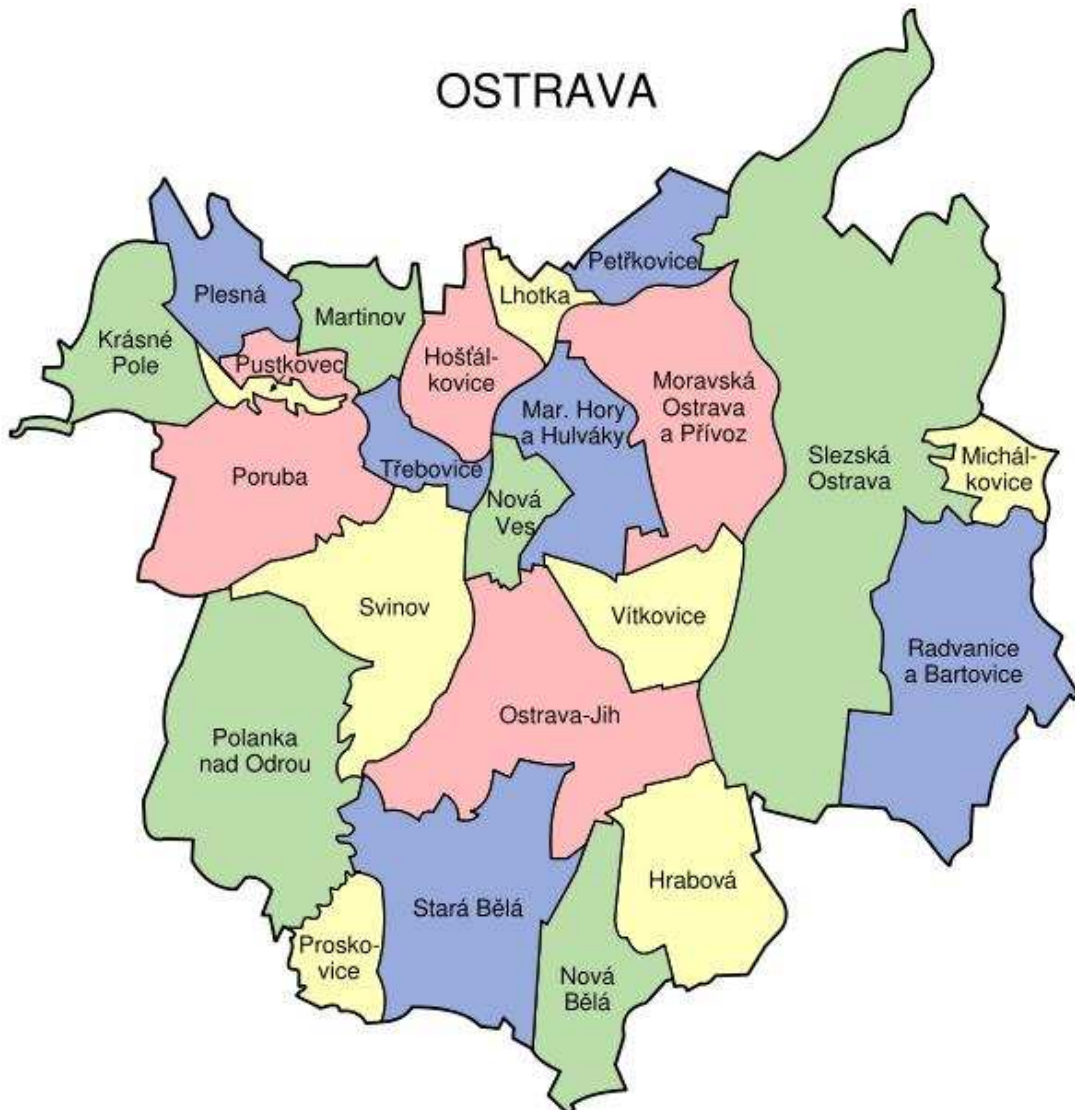 OSTRAVA
Petřkovice
Plesná
Lhotka
Martinov
Krásné
Pole
Pustkovec
Hošťál-
kovice
Moravská
Ostrava
a Přívoz
Mar. Hory
a Hulváky
Slezská
Ostrava
Michál-
kovice
Poruba
Třebovice
Nová
Ves
Svinov
Vítkovice
Radvanice
a Bartovice
Ostrava-Jih
Polanka
nad Odrou
Hrabová
Stará Bělá
Prosko-
vice
Nová
Bělá